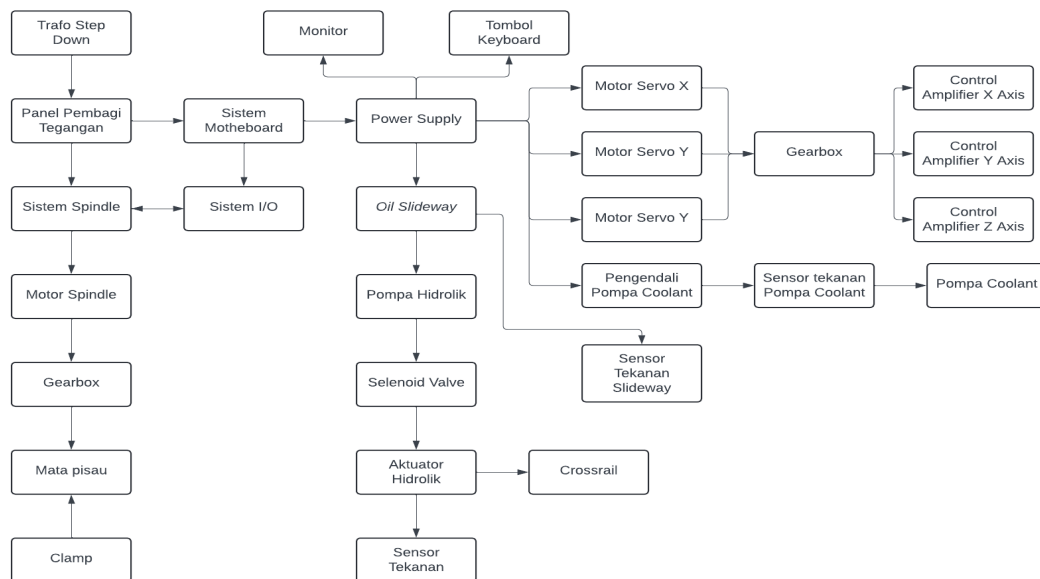 Trafo Step
Down
Monitor
Tombol
Keyboard
Motor Servo X
Control
Amplifier X Axis
Panel Pembagi
Tegangan
Sistem
Motheboard
Power Supply
Motor Servo Y
Gearbox
Control
Amplifier Y Axis
Sistem Spindle
Sistem I/O
Oil Slideway
Motor Servo Y
Control
Amplifier Z Axis
Motor Spindle
Pompa Hidrolik
Pengendali
Pompa Coolant
Sensor tekanan
Pompa Coolant
Pompa Coolant
Gearbox
Selenoid Valve
Sensor
Tekanan
Slideway
Mata pisau
Aktuator
Hidrolik
Crossrail
Clamp
Sensor
Tekanan